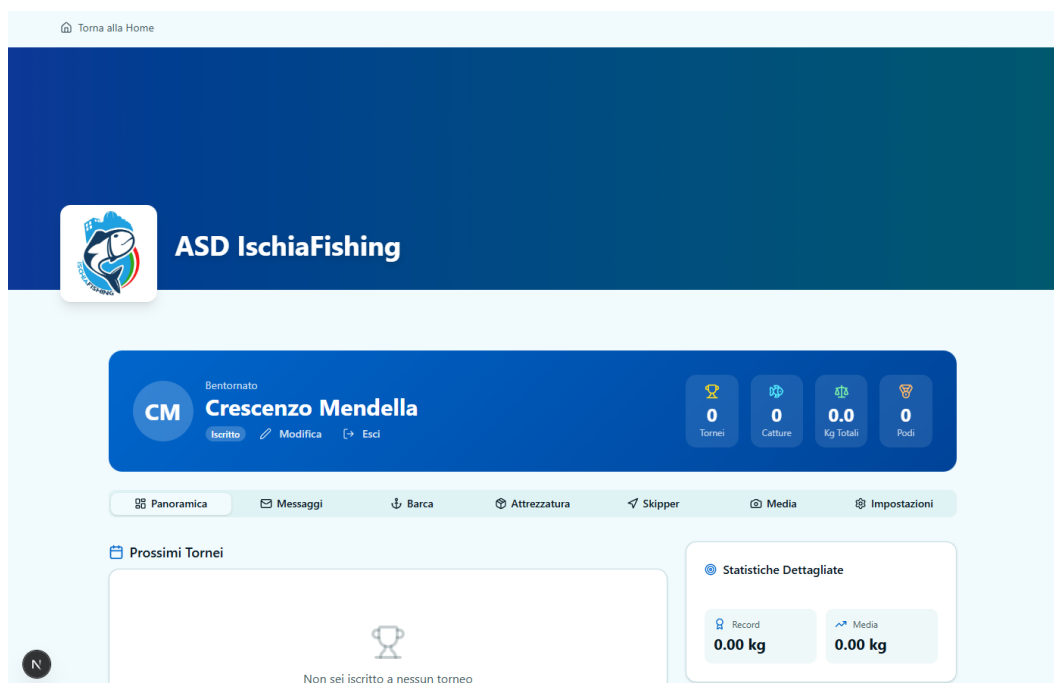 Torna alla Home
ISCHIAFISHING
ASD IschiaFishing
CM
Bentornato
Crescenzo Mendella
Iscritto Modifica Esci
0
Tornei
0
Catture
0.0
Kg Totali
0
Podi
Panoramica Messaggi Barca Attrezzatura Skipper Media Impostazioni
Prossimi Tornei
Non sei iscritto a nessun torneo
Statistiche Dettagliate
Record
0.00 kg
Media
0.00 kg
N